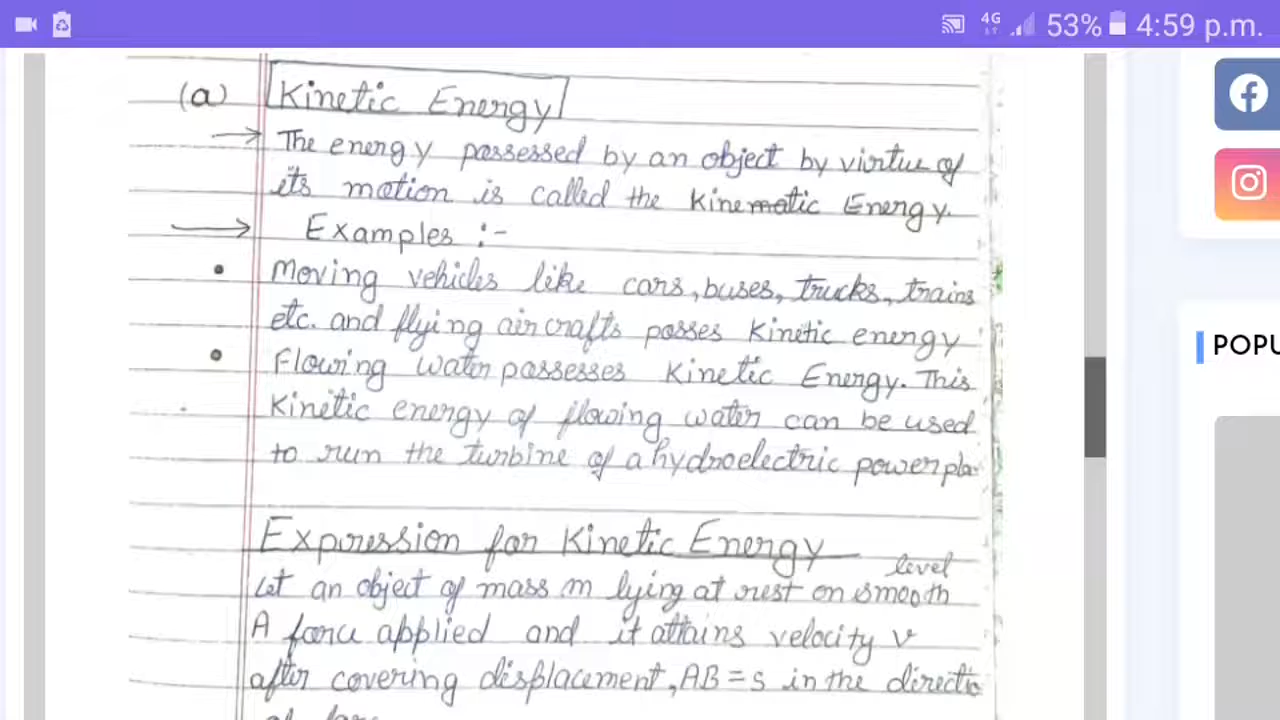 4G
53% 4:59 p.m.
(a) Kinetic Energy
The energy possessed by an object by virtue of
its motion is called the Kinematic Energy.
Examples :-
Moving vehicles like cars, buses, trucks, trains
etc. and flying aircrafts posses Kinetic energy
Flowing water possesses Kinetic Energy. This
Kinetic energy of flowing water can be used
to run the turbine of a hydroelectric power pla
Expression for Kinetic Energy
level
Let an object of mass m lying at rest on smooth
A force applied and it attains velocity v
after covering displacement, AB = s in the directio
POPU